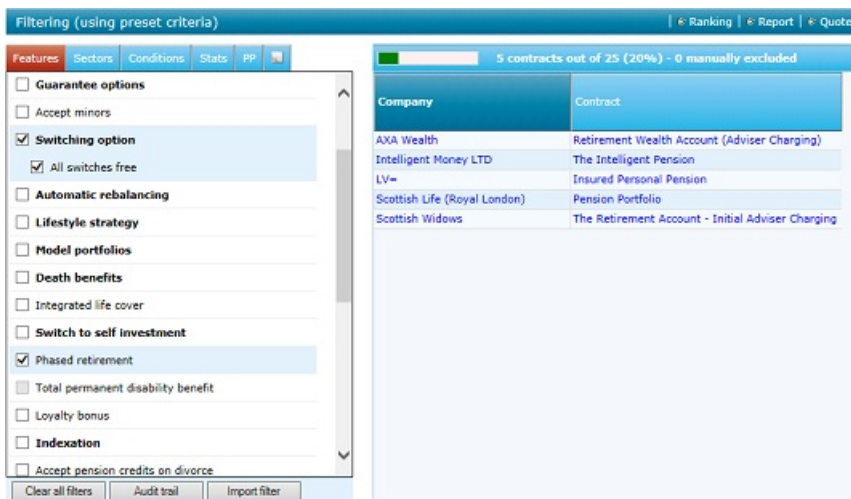 Filtering (using preset criteria)
Ranking
Report
Quote
Features
Sectors
Conditions
Stats
PP
5 contracts out of 25 (20%) - 0 manually excluded
Guarantee options
Accept minors
Switching option
All switches free
Automatic rebalancing
Lifestyle strategy
Model portfolios
Death benefits
Integrated life cover
Switch to self investment
Phased retirement
Total permanent disability benefit
Loyalty bonus
Indexation
Accept pension credits on divorce
Clear all filters
Audit trail
Import filter
Company Contract
AXA Wealth Retirement Wealth Account (Adviser Charging)
Intelligent Money LTD The Intelligent Pension
LV= Insured Personal Pension
Scottish Life (Royal London) Pension Portfolio
Scottish Widows The Retirement Account - Initial Adviser Charging